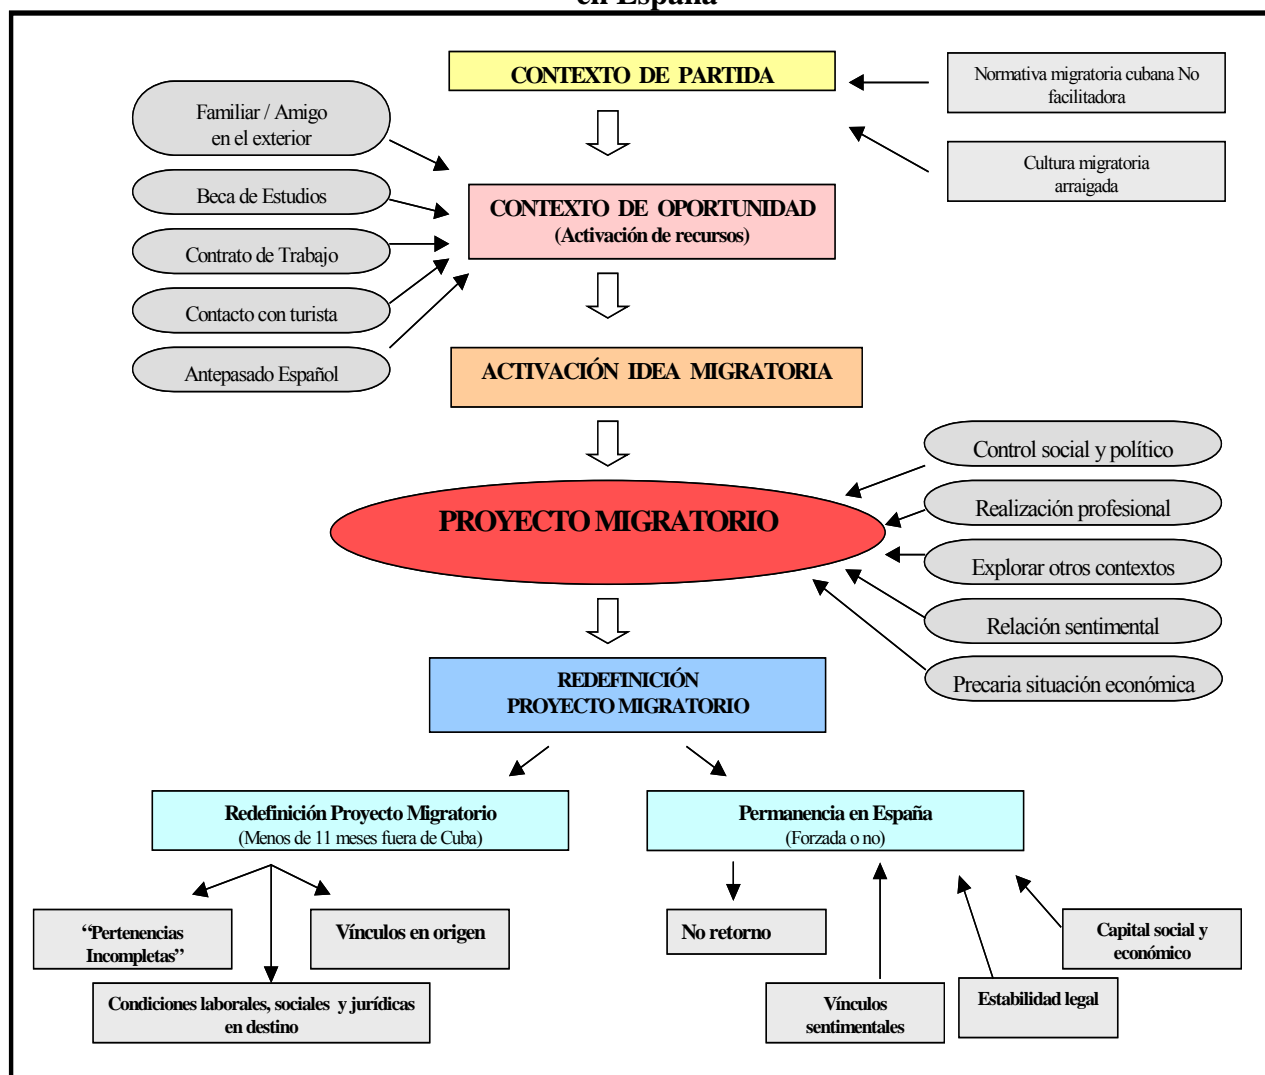 en España
CONTEXTO DE PARTIDA
Normativa migratoria cubana No
facilitadora
Familiar / Amigo
en el exterior
Cultura migratoria
arraigada
Beca de Estudios
CONTEXTO DE OPORTUNIDAD
(Activación de recursos)
Contrato de Trabajo
Contacto con turista
Antepasado Español
ACTIVACIÓN IDEA MIGRATORIA
Control social y político
PROYECTO MIGRATORIO
Realización profesional
Explorar otros contextos
Relación sentimental
Precaria situación económica
REDEFINICIÓN
PROYECTO MIGRATORIO
Redefinición Proyecto Migratorio
(Menos de 11 meses fuera de Cuba)
Permanencia en España
(Forzada o no)
“Pertenencias
Incompletas”
Vínculos en origen
No retorno
Capital social y
económico
Condiciones laborales, sociales y jurídicas
en destino
Vínculos
sentimentales
Estabilidad legal